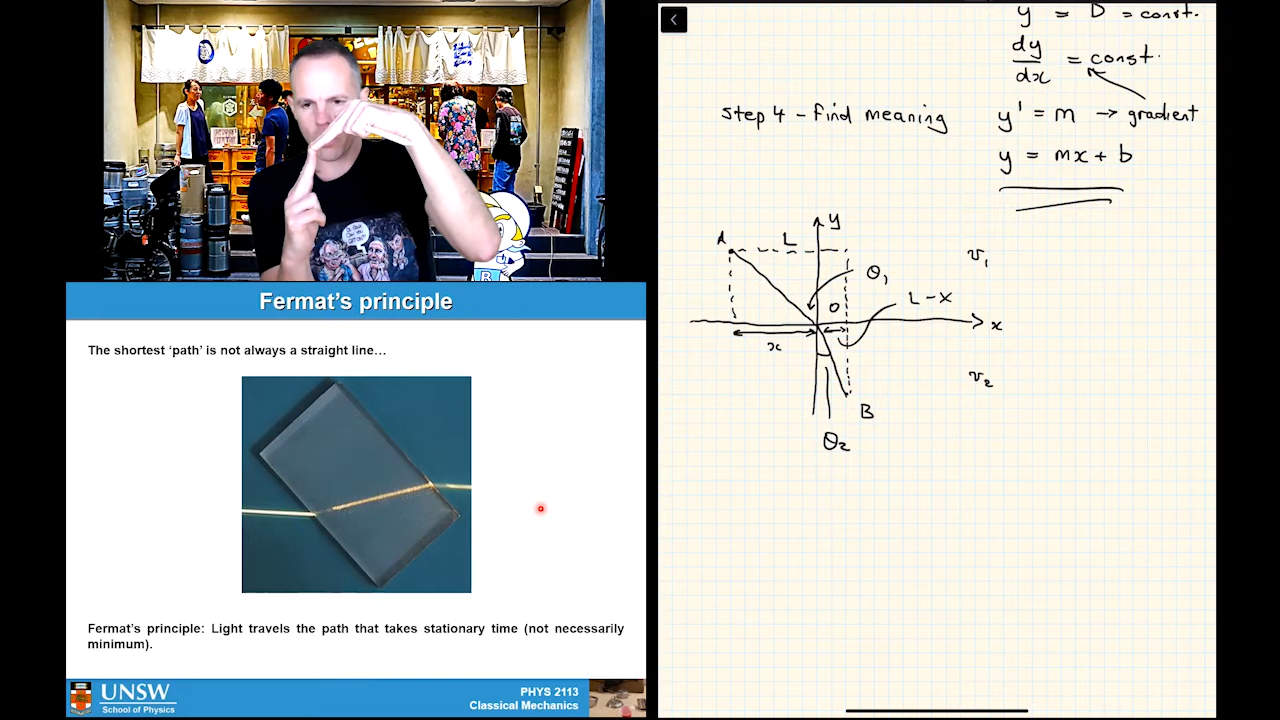 Fermat's principle
The shortest 'path' is not always a straight line…
Fermat's principle: Light travels the path that takes stationary time (not necessarily
minimum).
UNSW
School of Physics
PHYS 2113
Classical Mechanics
y = D = const.
dy/dx = const.
Step 4 - Find meaning
y' = m → gradient
y = mx + b
y
A
L
v₁
θ₁
O
L - x
x
x
v₂
B
θ₂